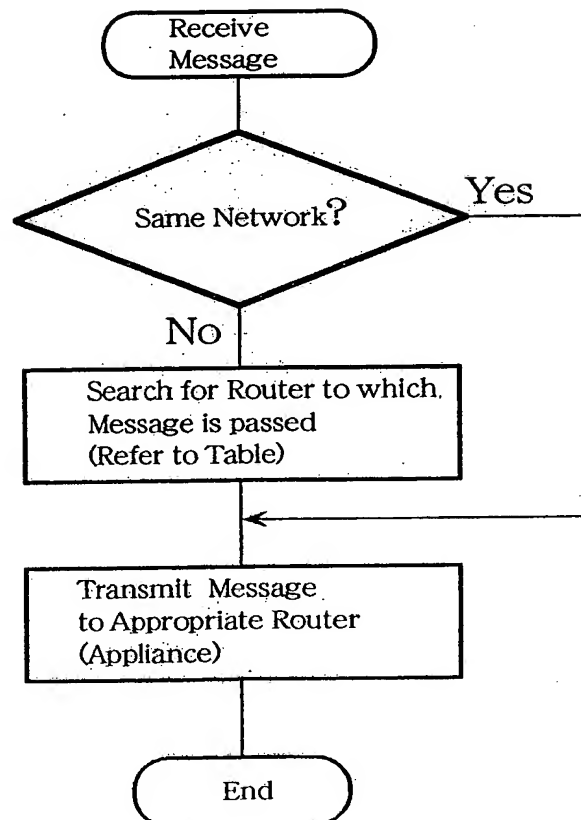 Receive
Message
Same Network?
Yes
No
Search for Router to which
Message is passed
(Refer to Table)
Transmit Message
to Appropriate Router
(Appliance)
End